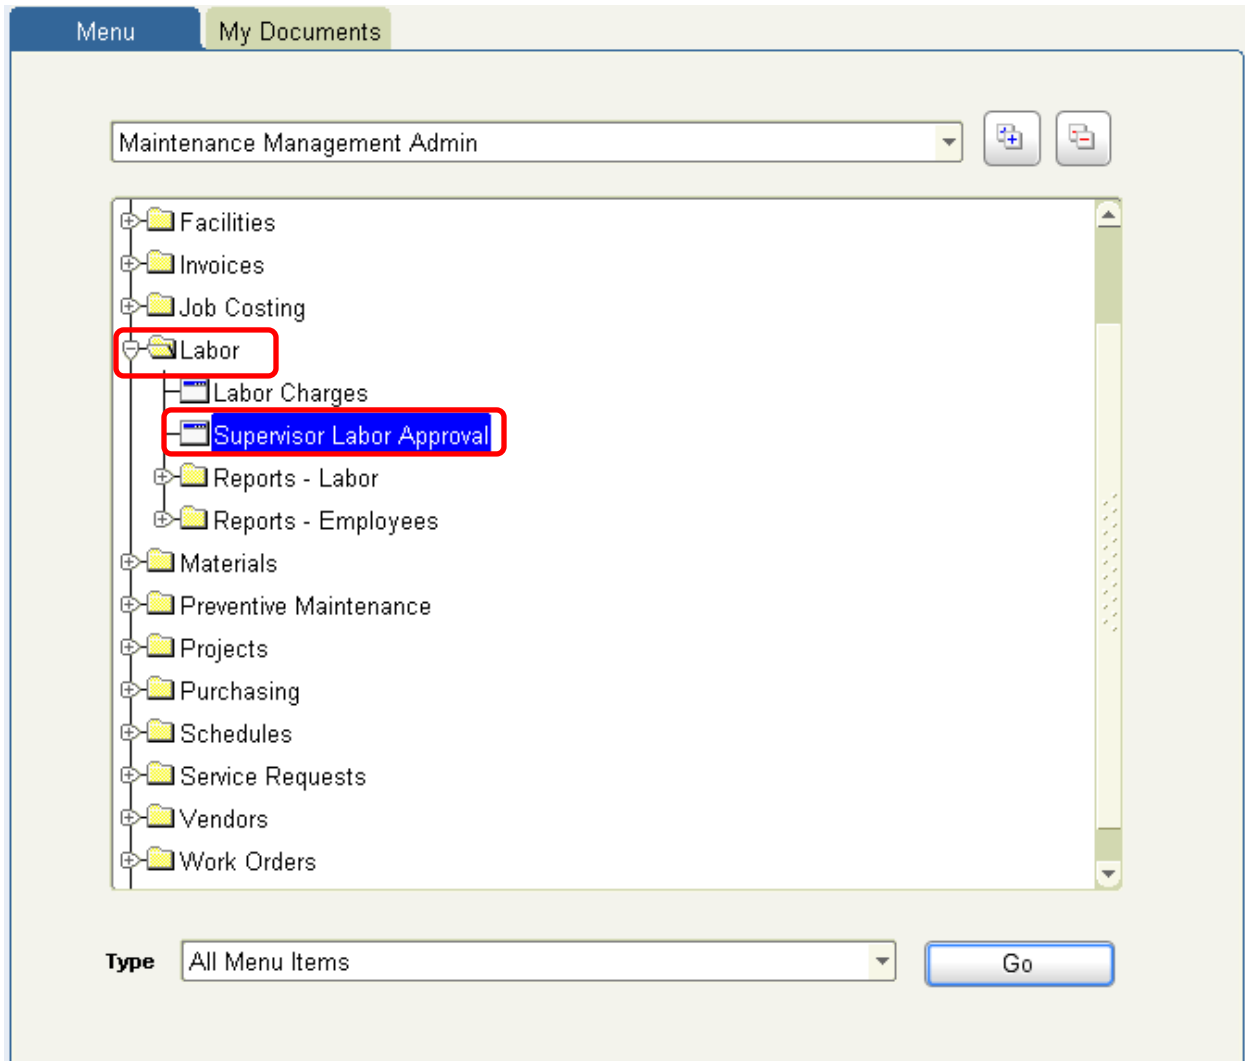 Menu
My Documents
Maintenance Management Admin
Facilities
Invoices
Job Costing
Labor
Labor Charges
Supervisor Labor Approval
Reports - Labor
Reports - Employees
Materials
Preventive Maintenance
Projects
Purchasing
Schedules
Service Requests
Vendors
Work Orders
Type
All Menu Items
Go